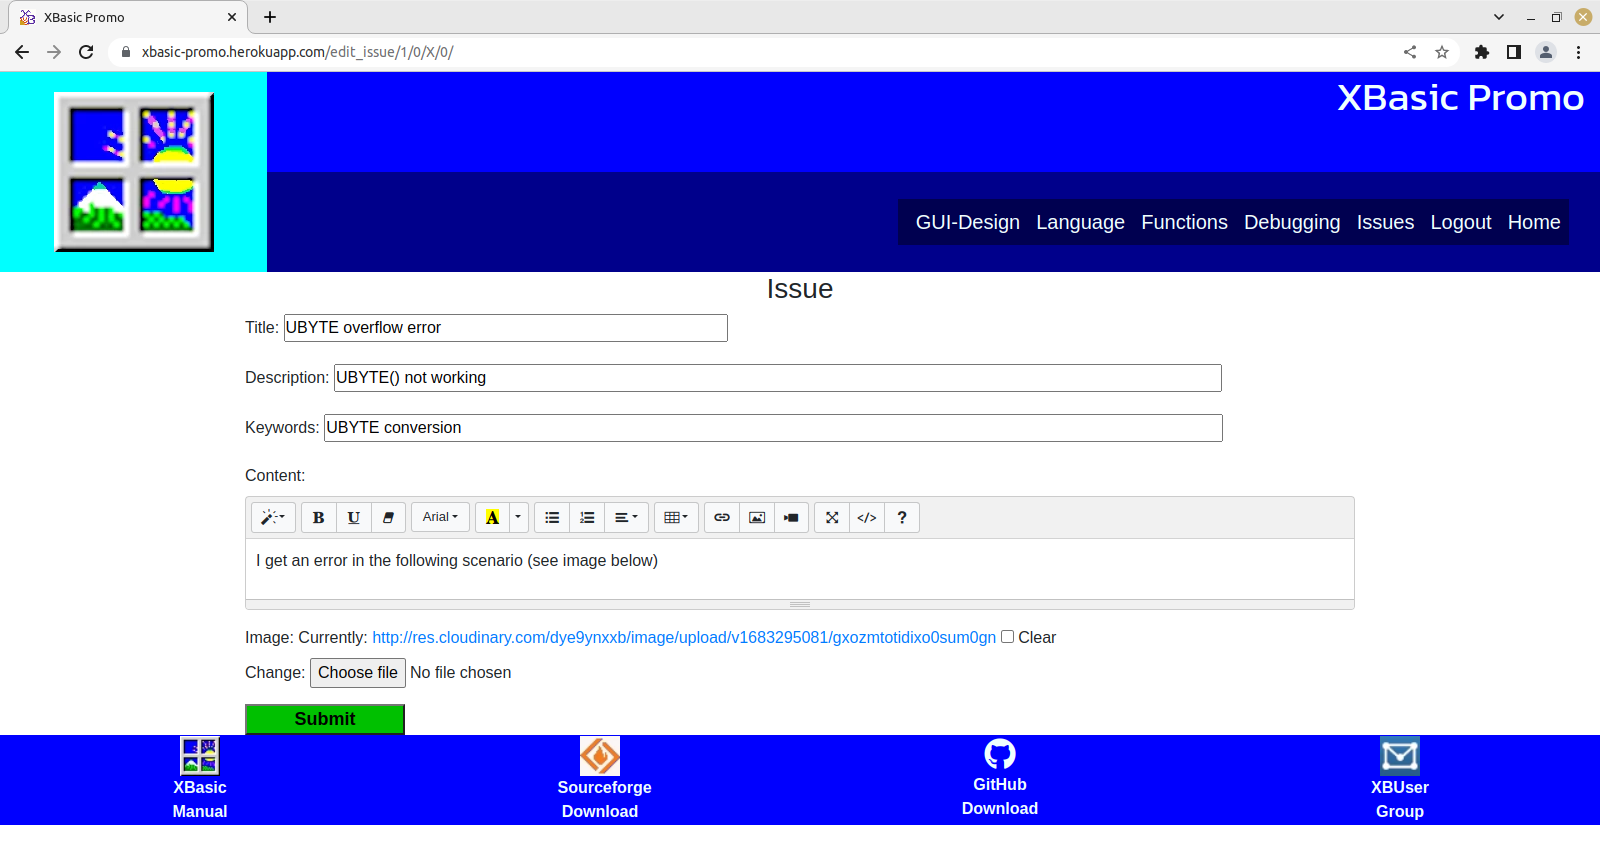 XBasic Promo
xbasic-promo.herokuapp.com/edit_issue/1/0/X/0/
XBasic Promo
GUI-Design Language Functions Debugging Issues Logout Home
Issue
Title: UBYTE overflow error
Description: UBYTE() not working
Keywords: UBYTE conversion
Content:
B U Arial A </> ?
I get an error in the following scenario (see image below)
Image: Currently: http://res.cloudinary.com/dye9ynxxb/image/upload/v1683295081/gxozmtotidixo0sum0gn Clear
Change: Choose file No file chosen
Submit
XBasic
Manual
Sourceforge
Download
GitHub
Download
XBUser
Group